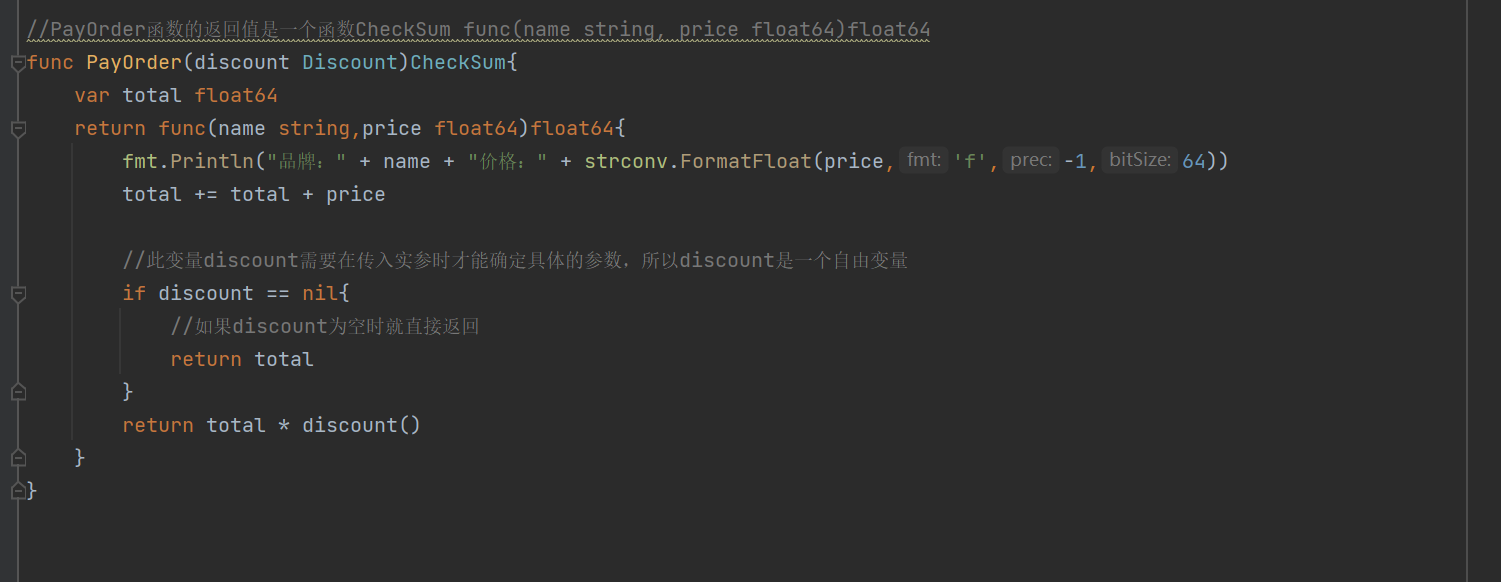 //PayOrder函数的返回值是一个函数CheckSum func(name string, price float64)float64
func PayOrder(discount Discount)CheckSum{
var total float64
return func(name string,price float64)float64{
fmt.Println("品牌：" + name + "价格：" + strconv.FormatFloat(price, fmt: 'f', prec: -1, bitSize: 64))
total += total + price
//此变量discount需要在传入实参时才能确定具体的参数，所以discount是一个自由变量
if discount == nil{
//如果discount为空时就直接返回
return total
}
return total * discount()
}
}